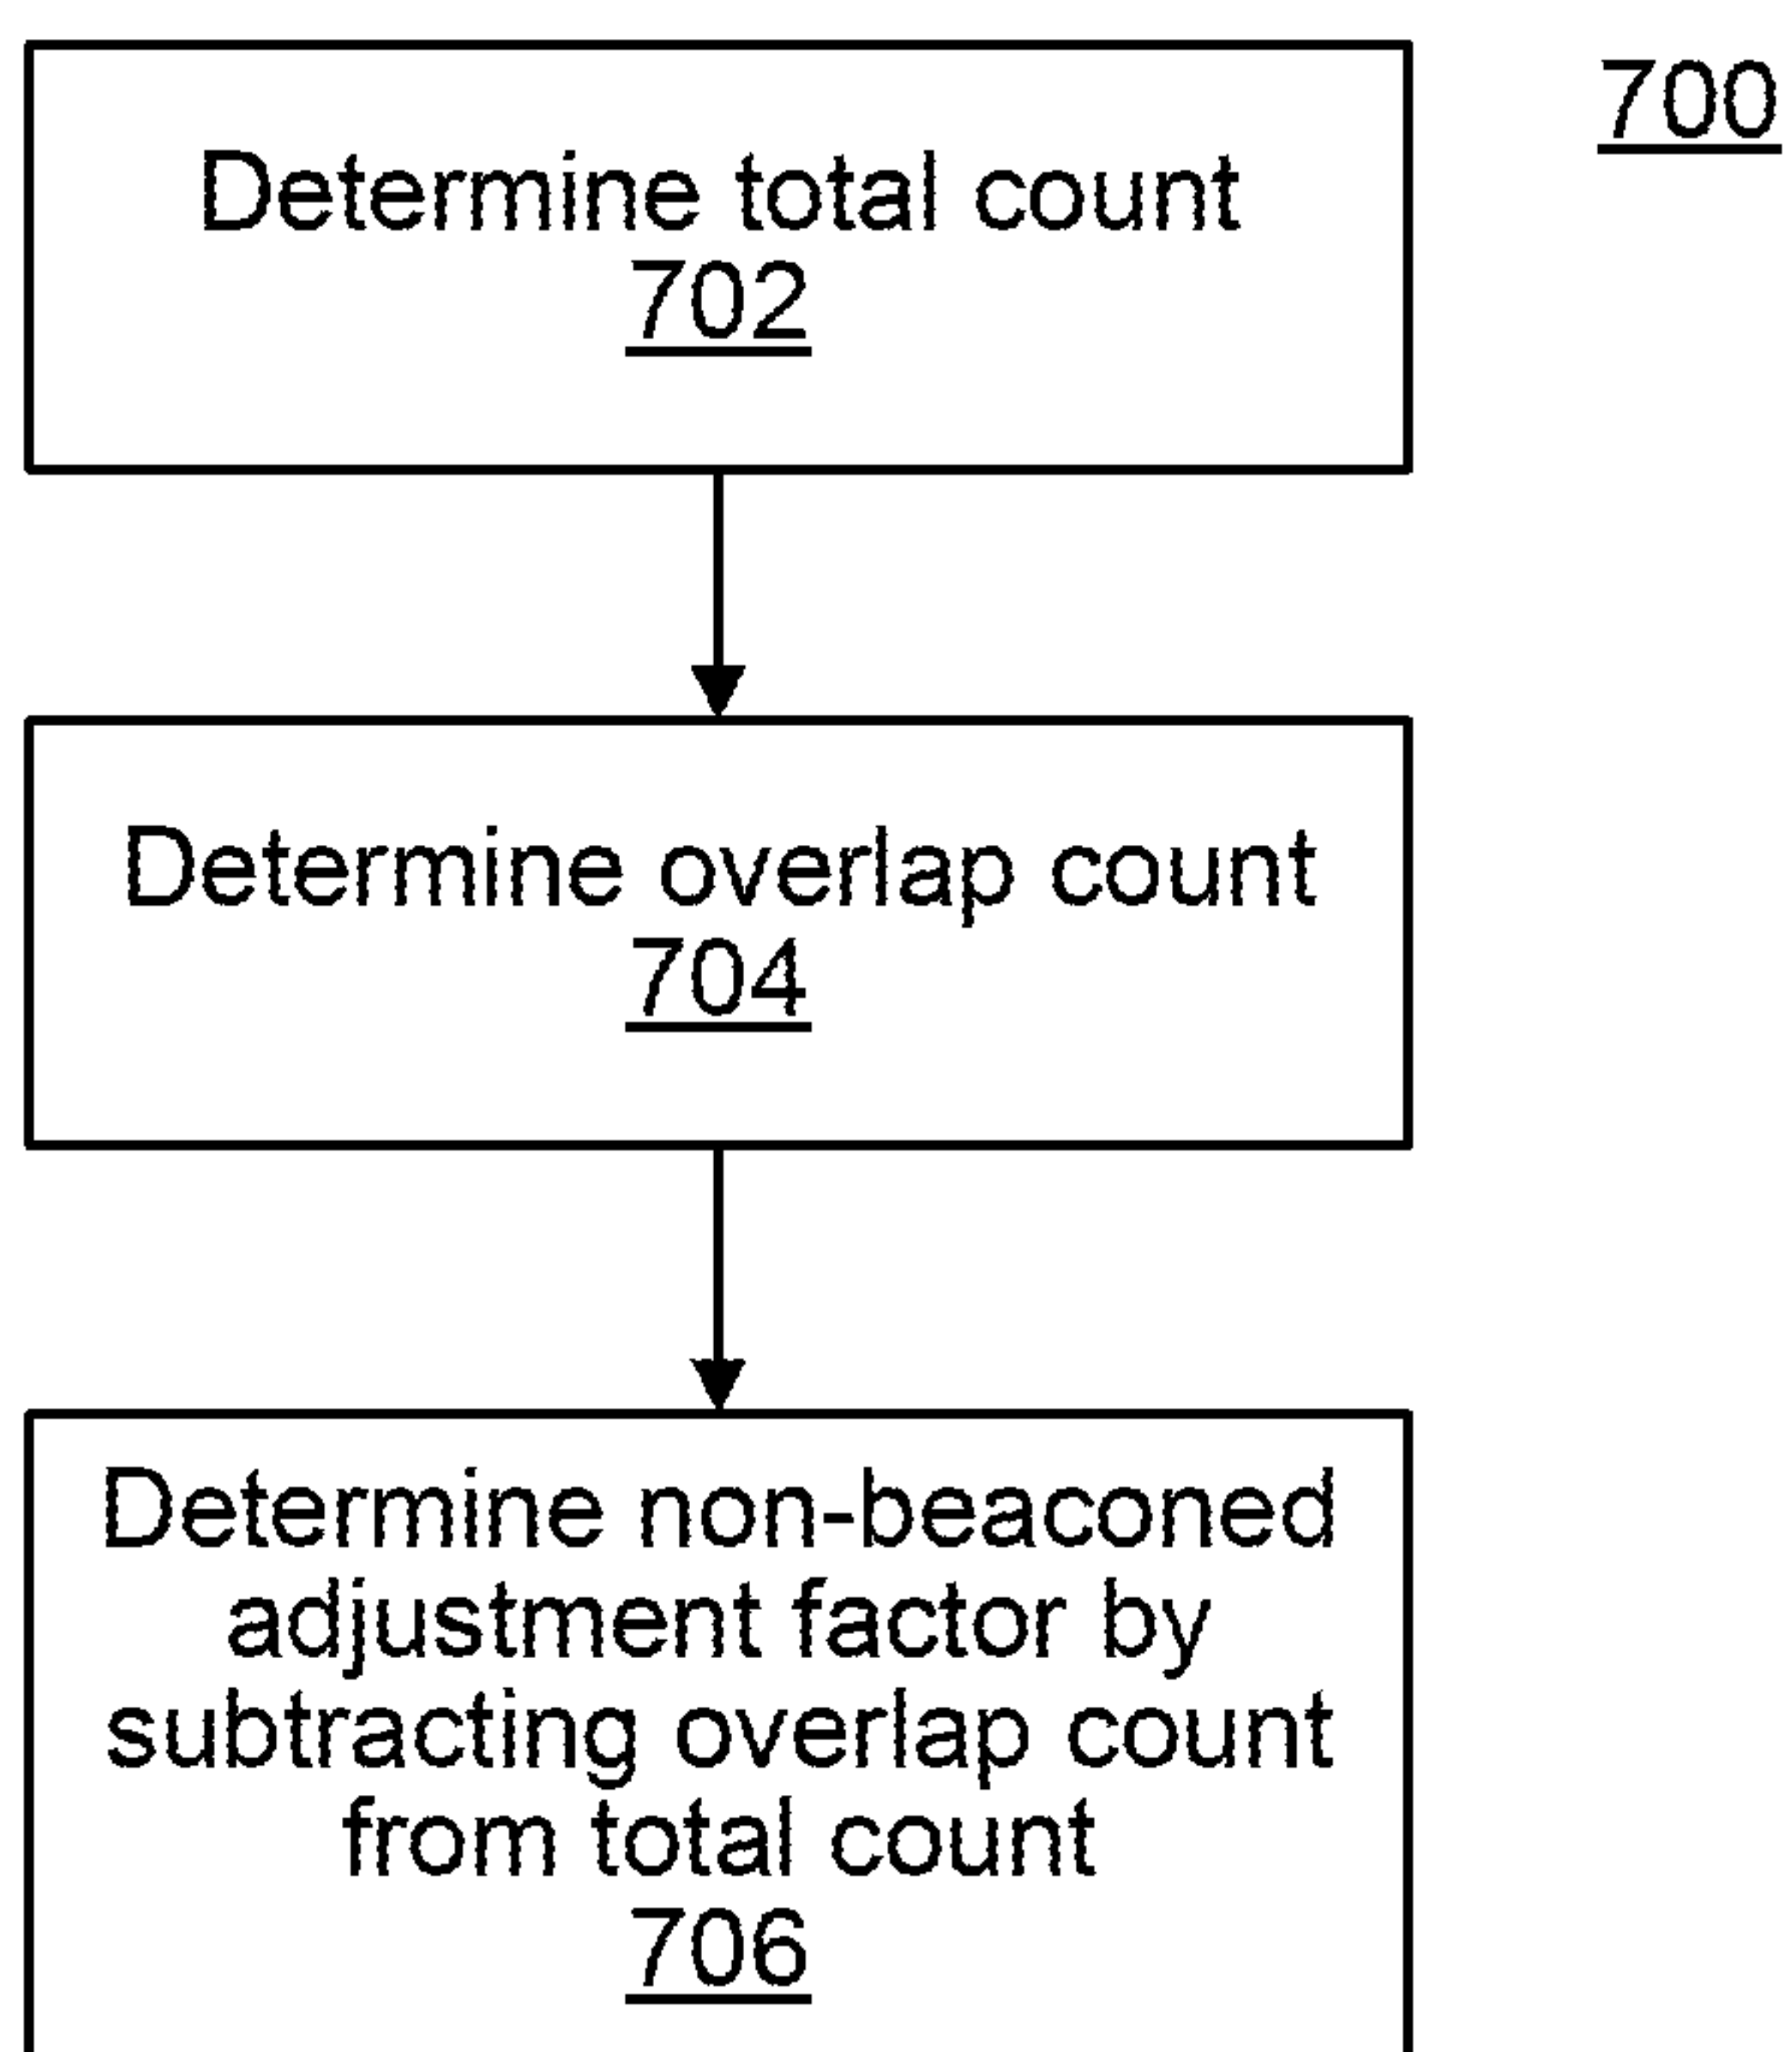 700
Determine total count
702
Determine overlap count
704
Determine non-beaconed
adjustment factor by
subtracting overlap count
from total count
706